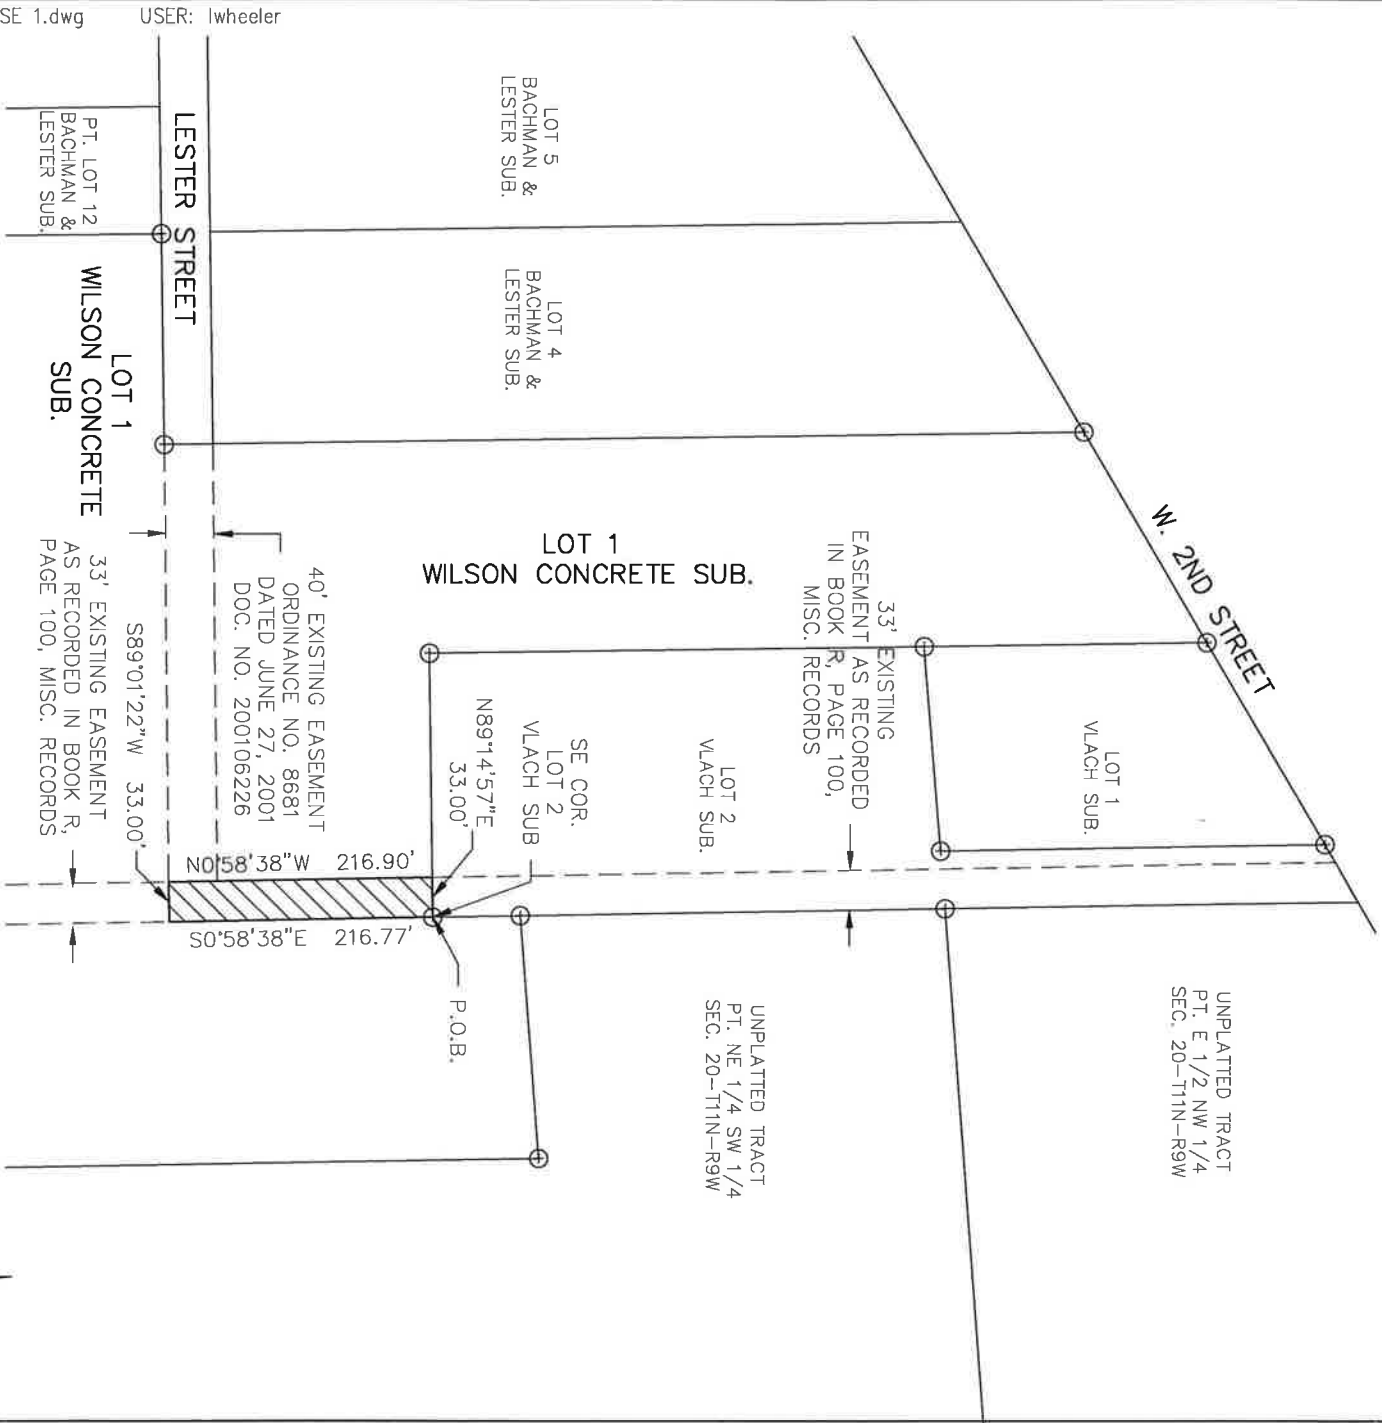 SE 1.dwg USER: lwheeler
LOT 5
BACHMAN &
LESTER SUB.
PT. LOT 12
BACHMAN &
LESTER SUB.
LESTER STREET
LOT 4
BACHMAN &
LESTER SUB.
LOT 1
WILSON CONCRETE
SUB.
W. 2ND STREET
LOT 1
WILSON CONCRETE SUB.
33' EXISTING
EASEMENT AS RECORDED
IN BOOK R, PAGE 100,
MISC. RECORDS
33' EXISTING EASEMENT
AS RECORDED IN BOOK R,
PAGE 100, MISC. RECORDS
40' EXISTING EASEMENT
ORDINANCE NO. 8681
DATED JUNE 27, 2001
DOC. NO. 200106226
S89°01'22"W 33.00'
N89°14'57"E
33.00'
SE COR.
LOT 2
VLACH SUB
LOT 2
VLACH SUB.
LOT 1
VLACH SUB.
N0°58'38"W 216.90'
S0°58'38"E 216.77'
P.O.B.
UNPLATTED TRACT
PT. NE 1/4 SW 1/4
SEC. 20-T11N-R9W
UNPLATTED TRACT
PT. E 1/2 NW 1/4
SEC. 20-T11N-R9W